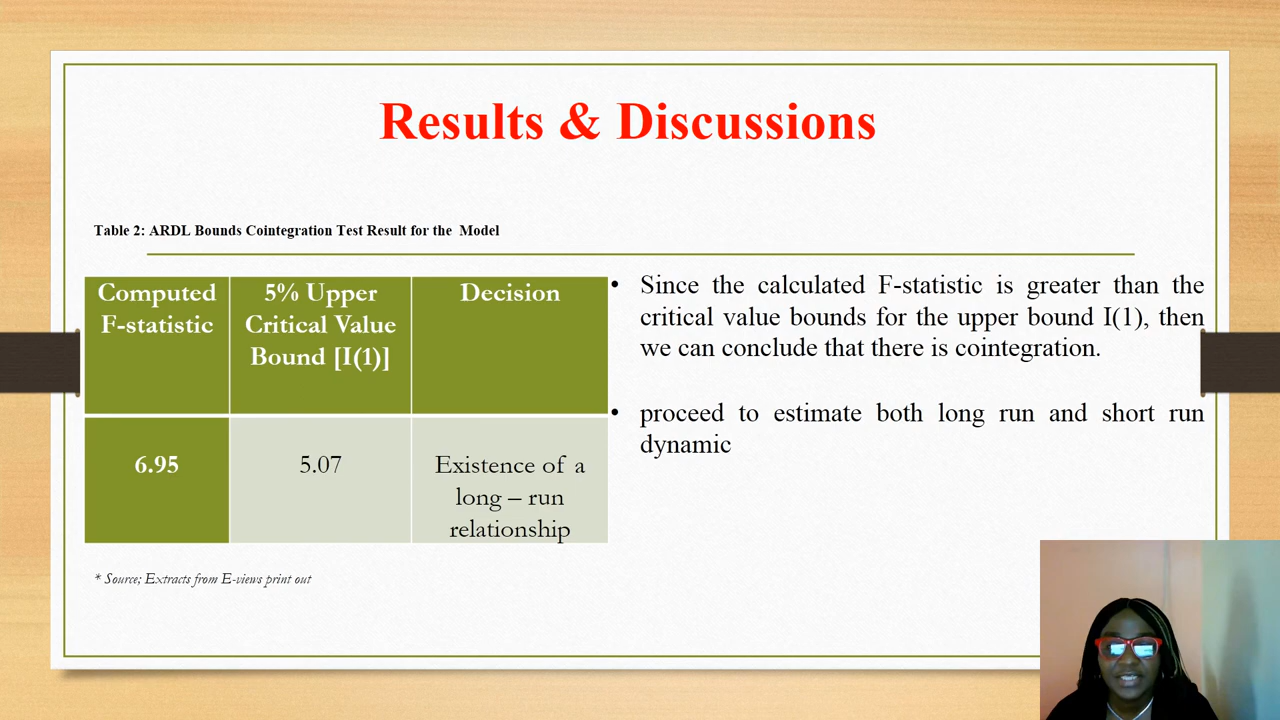 Results & Discussions
Table 2: ARDL Bounds Cointegration Test Result for the Model
Computed
F-statistic
5% Upper
Critical Value
Bound [I(1)]
Decision
6.95
5.07
Existence of a
long – run
relationship
* Source; Extracts from E-views print out
• Since the calculated F-statistic is greater than the
critical value bounds for the upper bound I(1), then
we can conclude that there is cointegration.
• proceed to estimate both long run and short run
dynamic